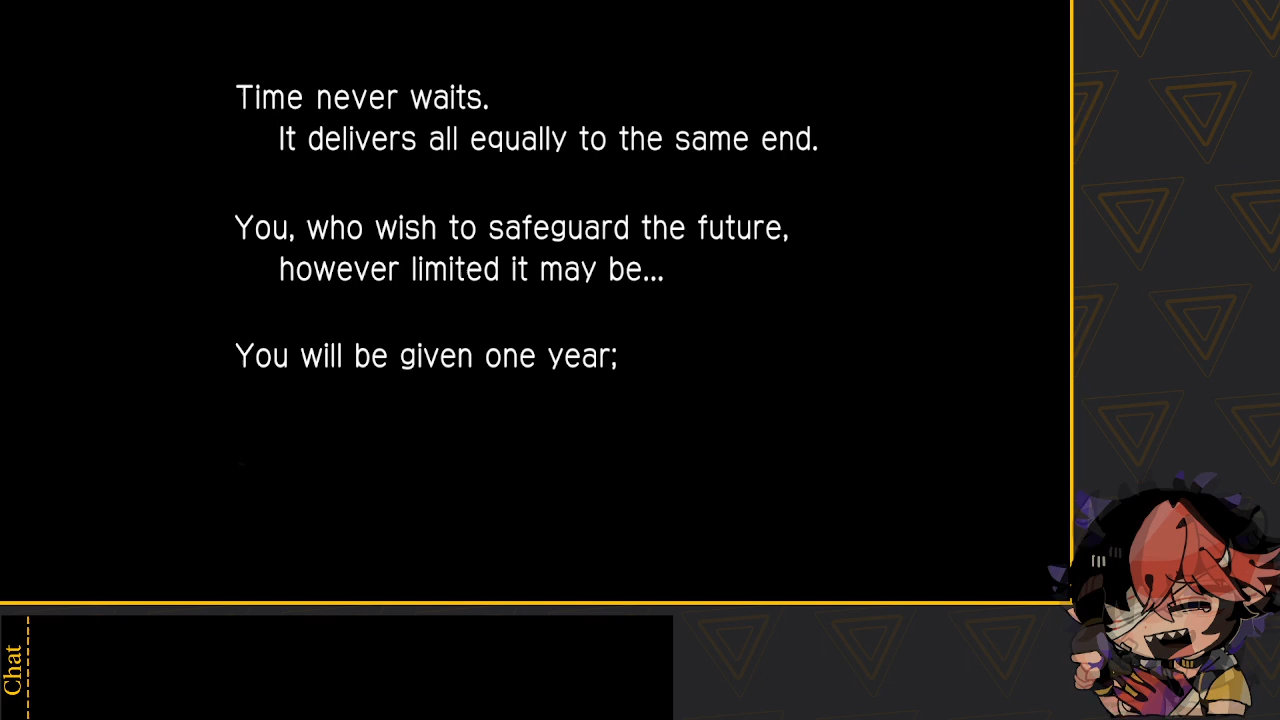 Time never waits.
It delivers all equally to the same end.
You, who wish to safeguard the future,
however limited it may be...
You will be given one year;
Chat